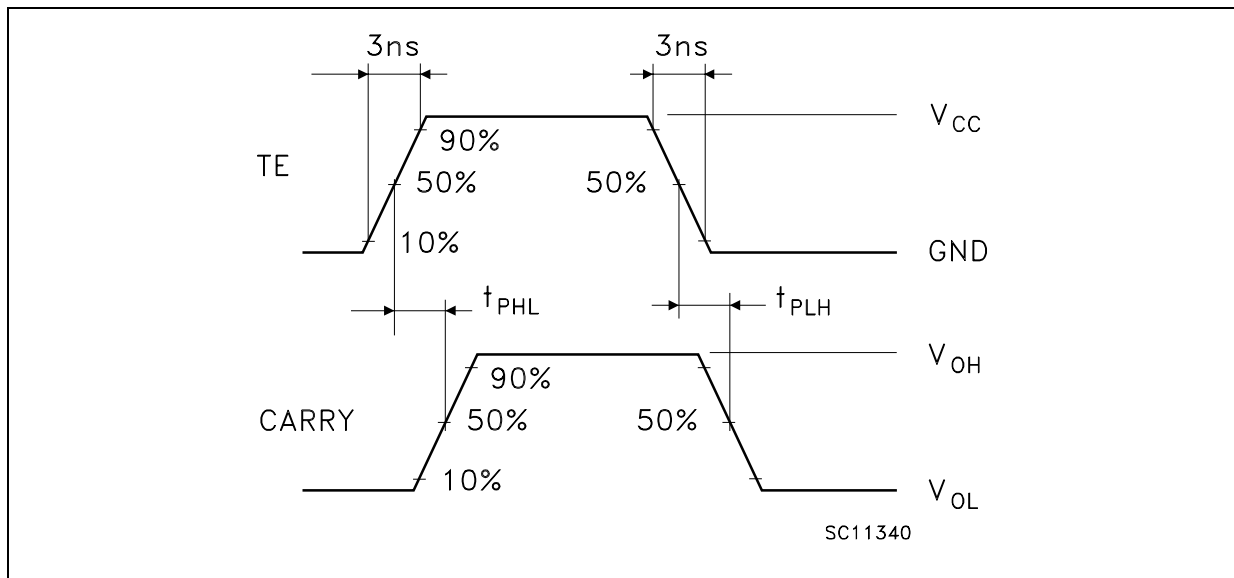 3ns 3ns
V_CC
90%
TE 50% 50%
10% GND
t_PHL t_PLH
V_OH
90%
CARRY 50% 50%
10% V_OL
SC11340